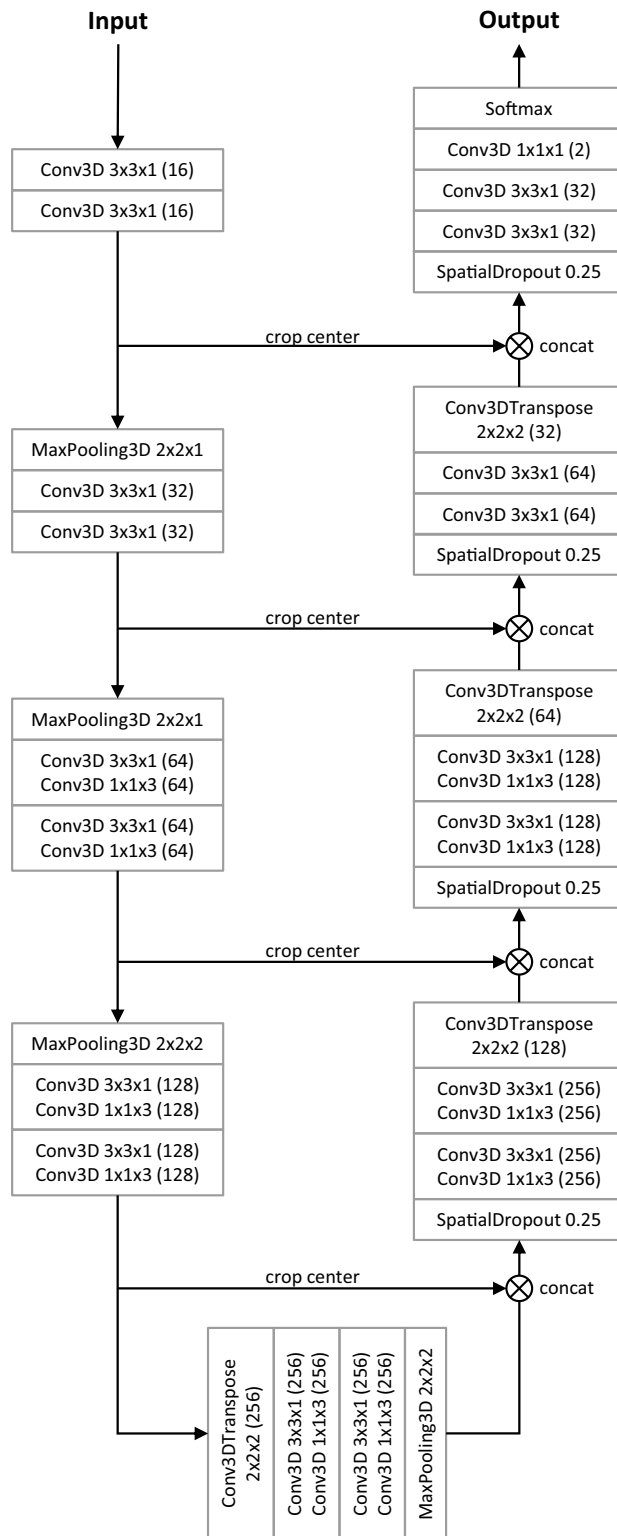 Input
Conv3D 3x3x1 (16)
Conv3D 3x3x1 (16)
crop center
MaxPooling3D 2x2x1
Conv3D 3x3x1 (32)
Conv3D 3x3x1 (32)
crop center
MaxPooling3D 2x2x1
Conv3D 3x3x1 (64)
Conv3D 1x1x3 (64)
Conv3D 3x3x1 (64)
Conv3D 1x1x3 (64)
crop center
MaxPooling3D 2x2x2
Conv3D 3x3x1 (128)
Conv3D 1x1x3 (128)
Conv3D 3x3x1 (128)
Conv3D 1x1x3 (128)
crop center
Conv3DTranspose
2x2x2 (256)
Conv3D 3x3x1 (256)
Conv3D 1x1x3 (256)
Conv3D 3x3x1 (256)
Conv3D 1x1x3 (256)
MaxPooling3D 2x2x2
Output
Softmax
Conv3D 1x1x1 (2)
Conv3D 3x3x1 (32)
Conv3D 3x3x1 (32)
SpatialDropout 0.25
concat
Conv3DTranspose
2x2x2 (32)
Conv3D 3x3x1 (64)
Conv3D 3x3x1 (64)
SpatialDropout 0.25
concat
Conv3DTranspose
2x2x2 (64)
Conv3D 3x3x1 (128)
Conv3D 1x1x3 (128)
Conv3D 3x3x1 (128)
Conv3D 1x1x3 (128)
SpatialDropout 0.25
concat
Conv3DTranspose
2x2x2 (128)
Conv3D 3x3x1 (256)
Conv3D 1x1x3 (256)
Conv3D 3x3x1 (256)
Conv3D 1x1x3 (256)
SpatialDropout 0.25
concat